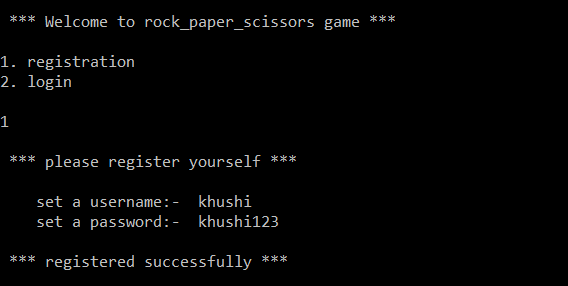 *** Welcome to rock_paper_scissors game ***
1. registration
2. login
1
*** please register yourself ***
set a username:-  khushi
set a password:-  khushi123
*** registered successfully ***